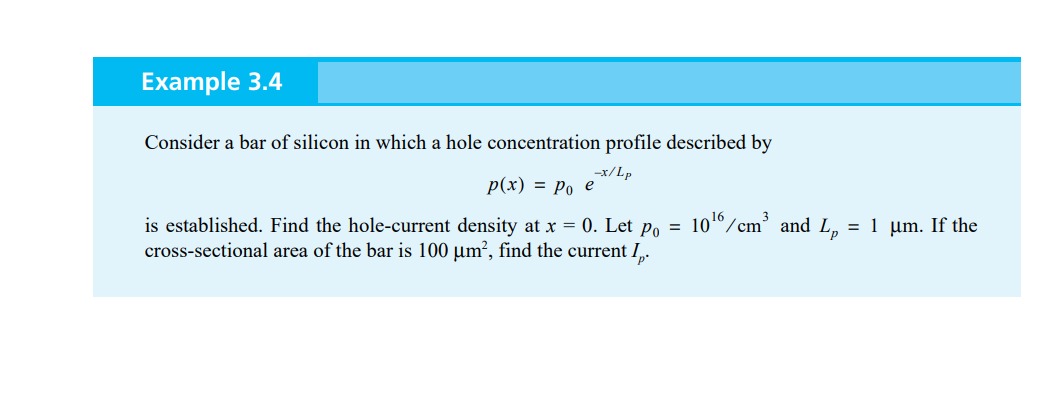 Example 3.4
Consider a bar of silicon in which a hole concentration profile described by
p(x) = p₀ e^(–x/Lₚ)
is established. Find the hole-current density at x = 0. Let p₀ = 10¹⁶/cm³ and Lₚ = 1 μm. If the
cross-sectional area of the bar is 100 μm², find the current Iₚ.